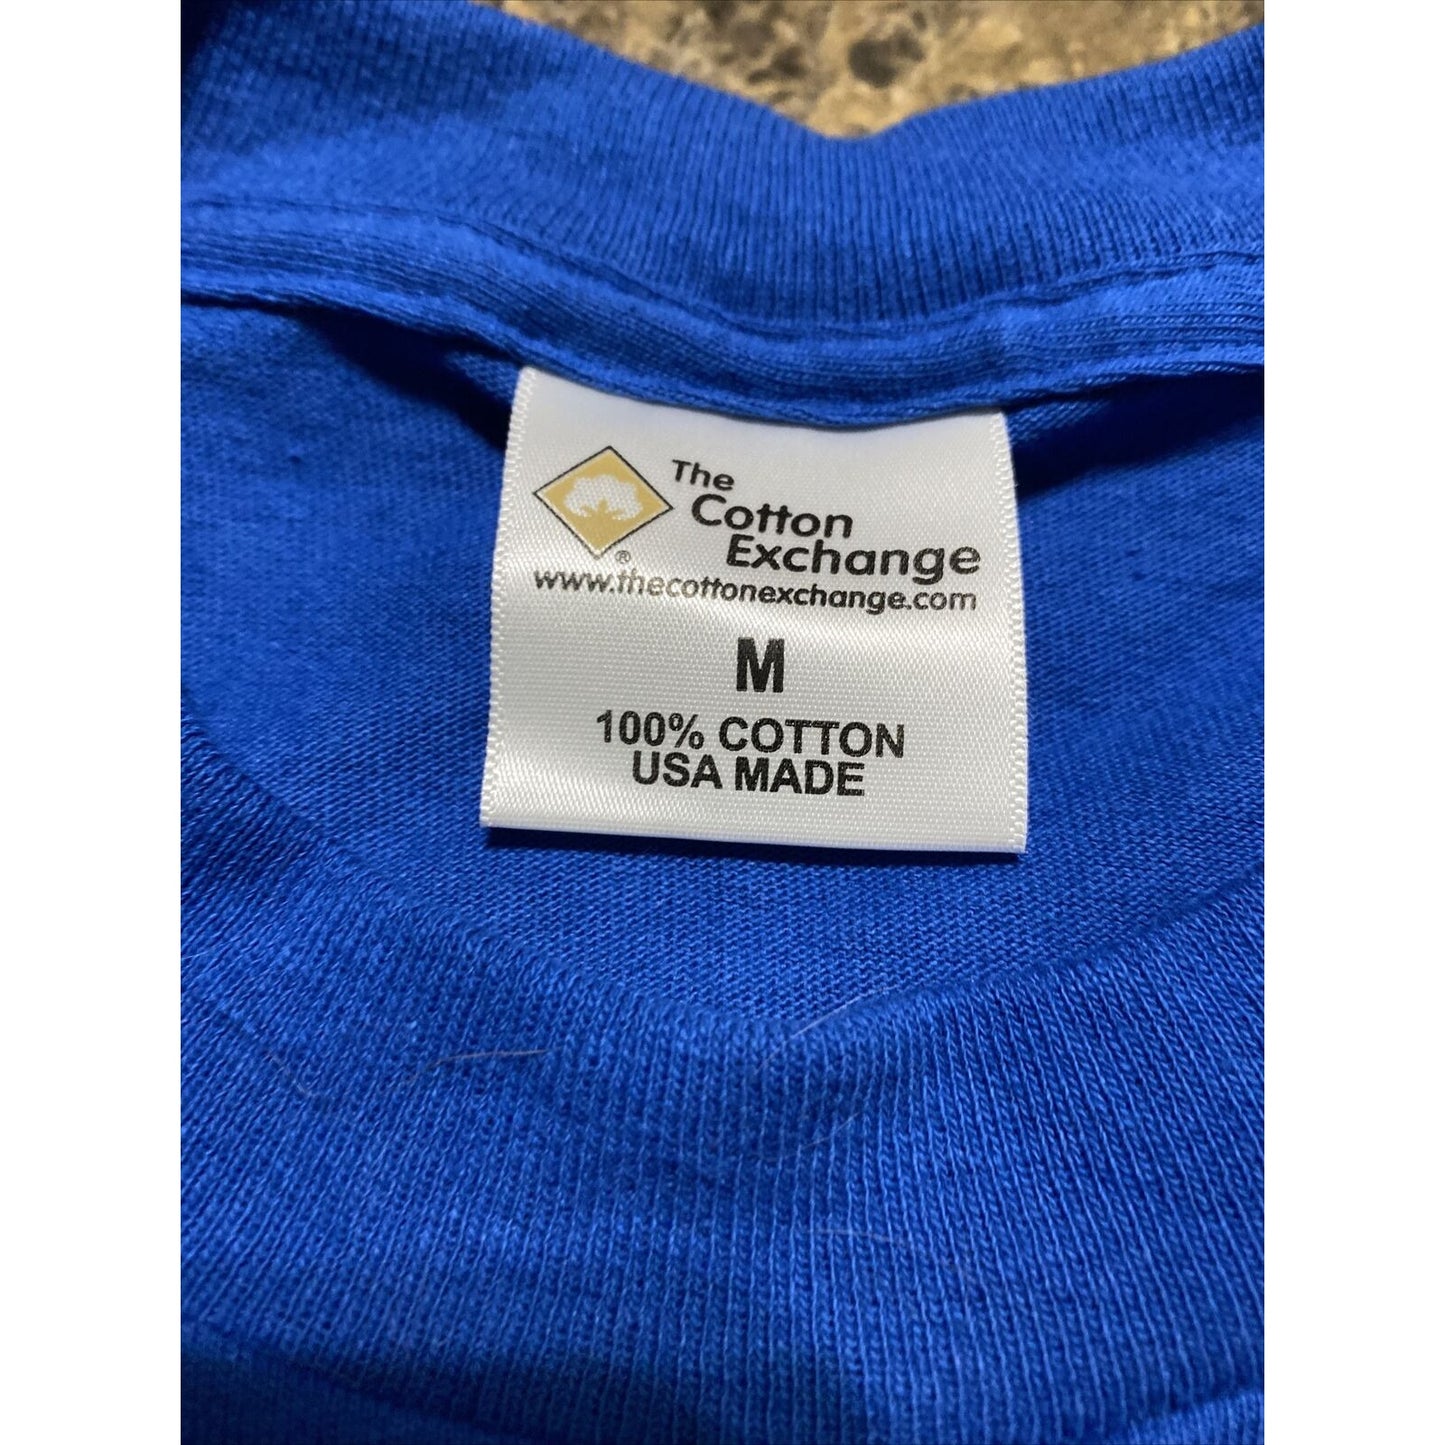 The
Cotton
Exchange
®
www.thecottonexchange.com
M
100% COTTON
USA MADE